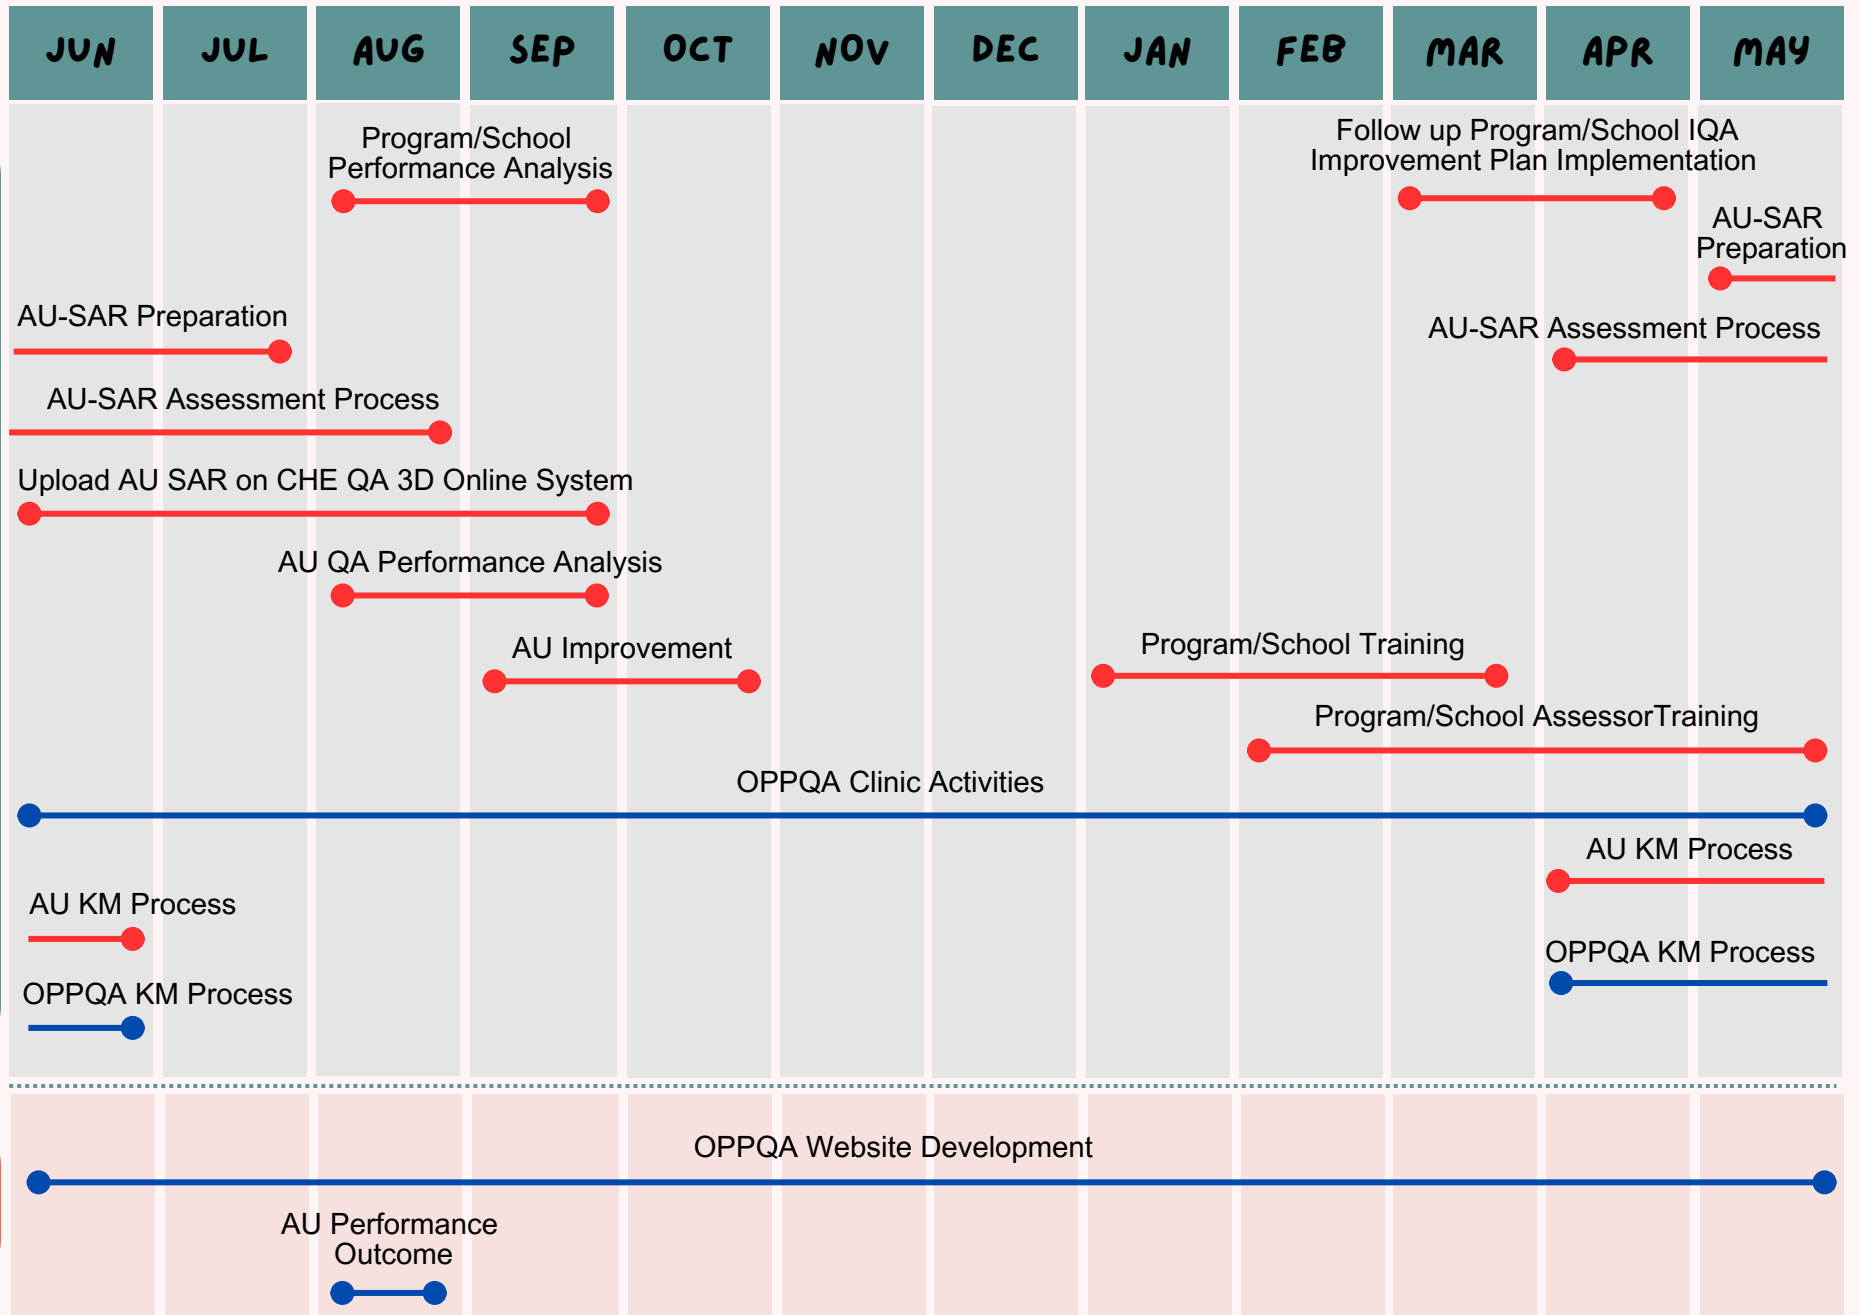 JUN JUL AUG SEP OCT NOV DEC JAN FEB MAR APR MAY
Program/School
Performance Analysis
Follow up Program/School IQA
Improvement Plan Implementation
AU-SAR
Preparation
AU-SAR Preparation
AU-SAR Assessment Process
AU-SAR Assessment Process
Upload AU SAR on CHE QA 3D Online System
AU QA Performance Analysis
AU Improvement
Program/School Training
Program/School AssessorTraining
OPPQA Clinic Activities
AU KM Process
AU KM Process
OPPQA KM Process
OPPQA KM Process
OPPQA Website Development
AU Performance
Outcome